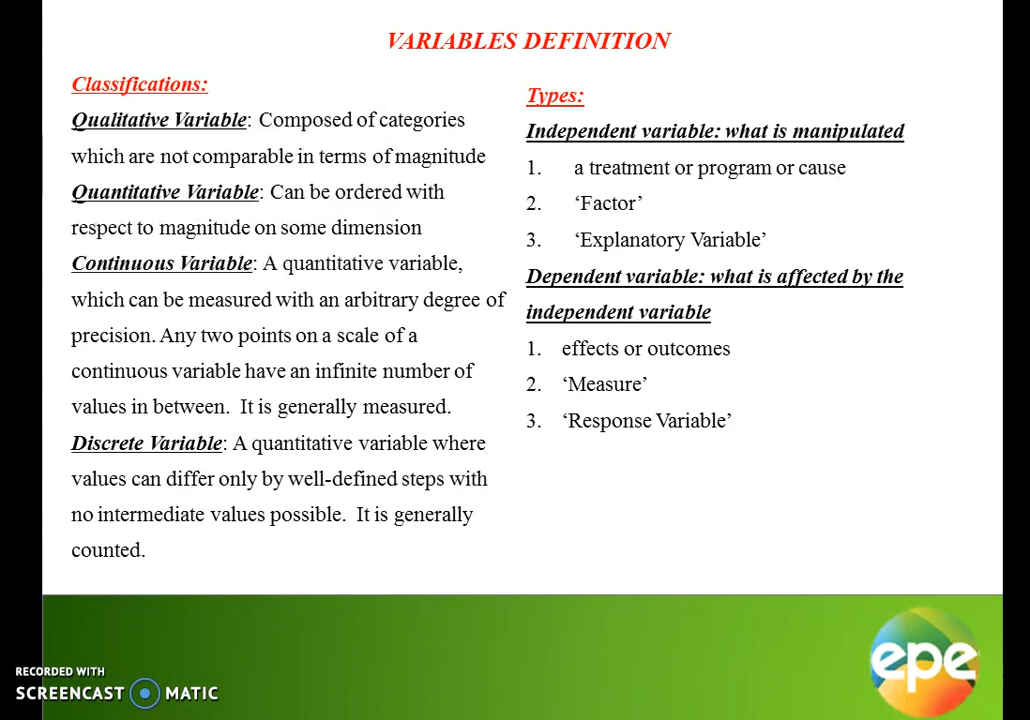 VARIABLES DEFINITION
Classifications:
Qualitative Variable: Composed of categories
which are not comparable in terms of magnitude
Quantitative Variable: Can be ordered with
respect to magnitude on some dimension
Continuous Variable: A quantitative variable,
which can be measured with an arbitrary degree of
precision. Any two points on a scale of a
continuous variable have an infinite number of
values in between. It is generally measured.
Discrete Variable: A quantitative variable where
values can differ only by well-defined steps with
no intermediate values possible. It is generally
counted.
Types:
Independent variable: what is manipulated
1. a treatment or program or cause
2. ‘Factor’
3. ‘Explanatory Variable’
Dependent variable: what is affected by the
independent variable
1. effects or outcomes
2. ‘Measure’
3. ‘Response Variable’
epe
RECORDED WITH
SCREENCAST MATIC